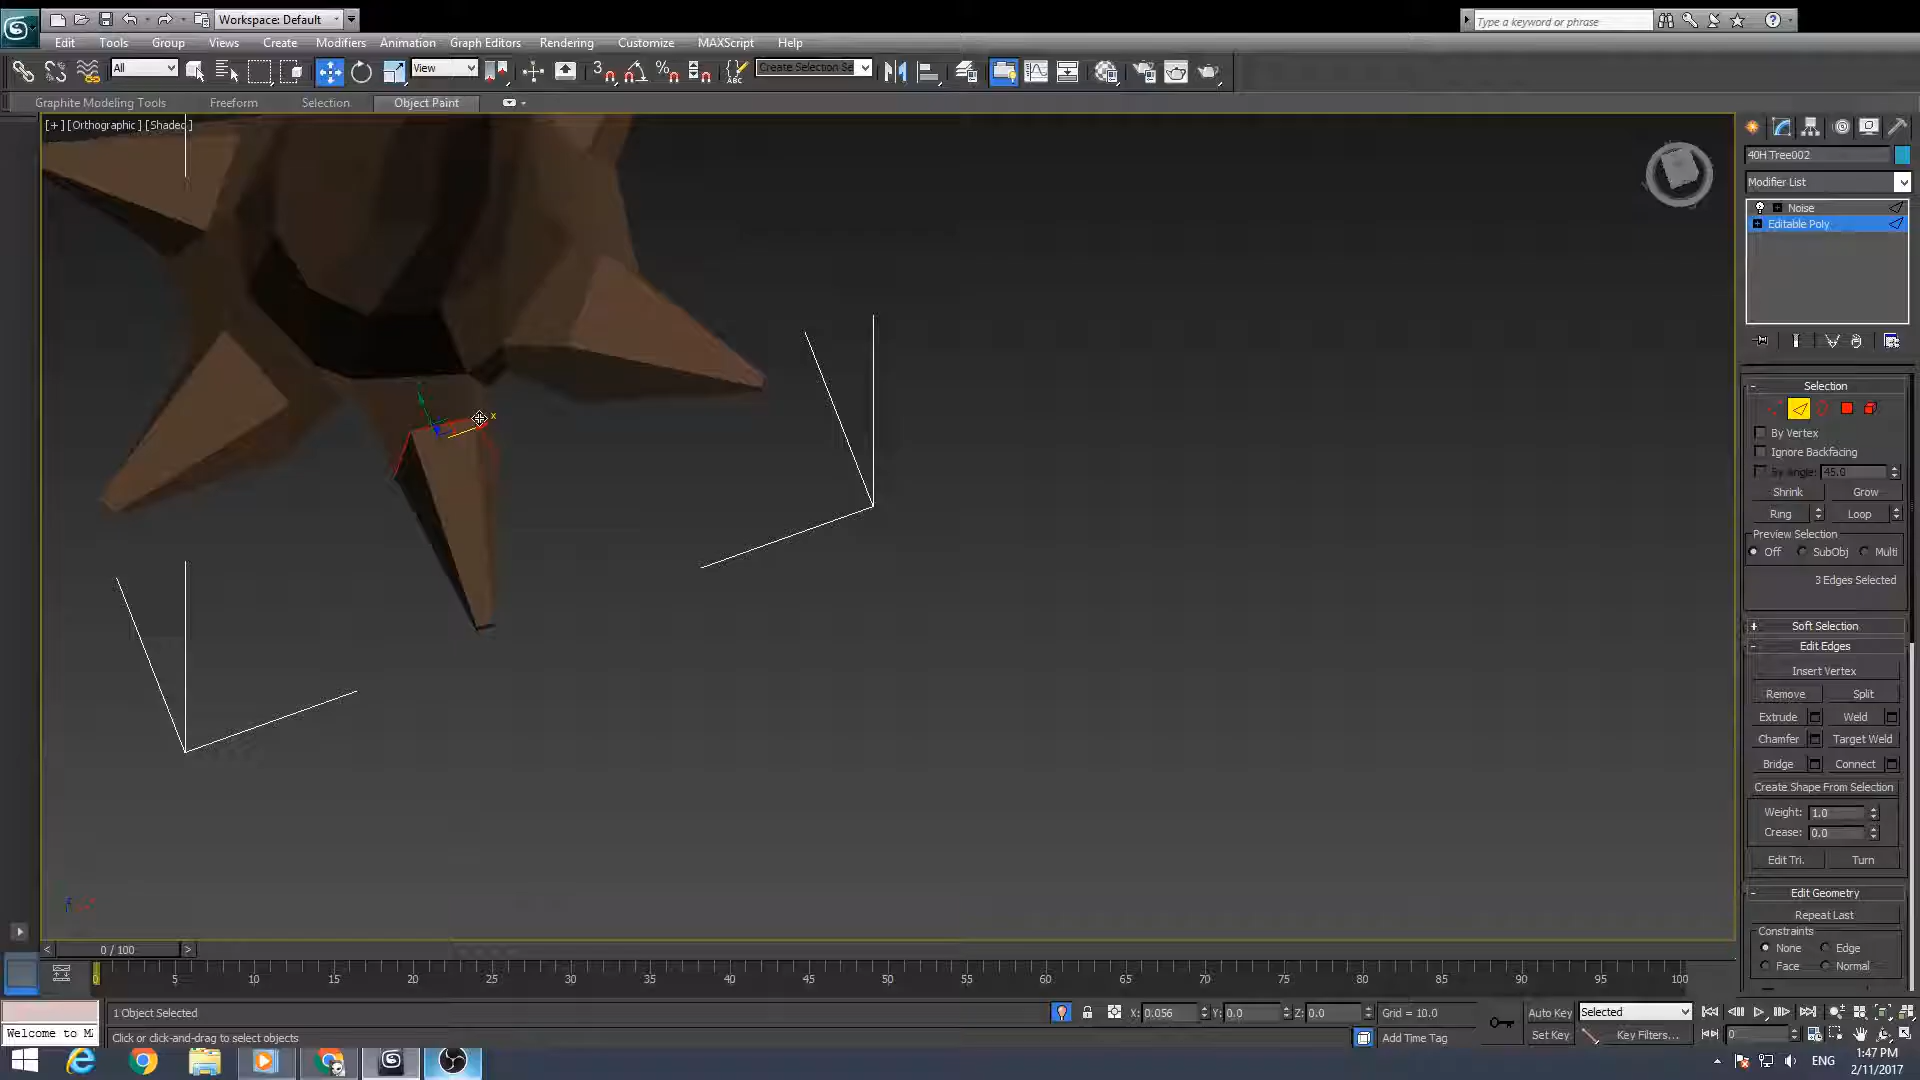 Workspace: Default
Type a keyword or phrase
Edit Tools Group Views Create Modifiers Animation Graph Editors Rendering Customize MAXScript Help
All View Create Selection Se
Graphite Modeling Tools Freeform Selection Object Paint
[+] [Orthographic] [Shaded]
x
40H Tree002
Modifier List
Noise
Editable Poly
Selection
By Vertex
Ignore Backfacing
By Angle: 45.0
Shrink Grow
Ring Loop
Preview Selection
Off SubObj Multi
3 Edges Selected
Soft Selection
Edit Edges
Insert Vertex
Remove Split
Extrude Weld
Chamfer Target Weld
Bridge Connect
Create Shape From Selection
Weight: 1.0
Crease: 0.0
Edit Tri. Turn
Edit Geometry
Repeat Last
Constraints
None Edge
Face Normal
0 / 100
0 5 10 15 20 25 30 35 40 45 50 55 60 65 70 75 80 85 90 95 100
1 Object Selected X: 0.056 Y: 0.0 Z: 0.0 Grid = 10.0 Auto Key Selected
Welcome to M
Click or click-and-drag to select objects Add Time Tag Set Key Key Filters... 0
ENG
1:47 PM
2/11/2017